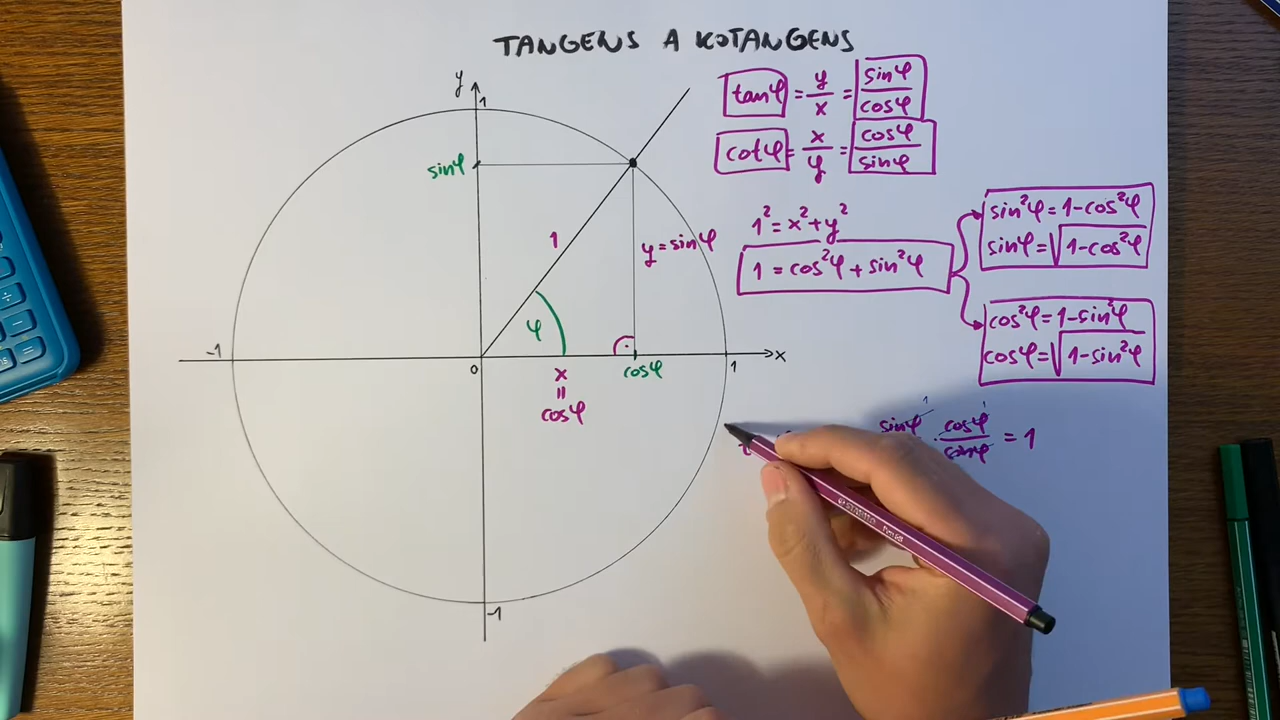 TANGENS A KOTANGENS
y
1
sinφ
1
φ
-1
0
x
=
cosφ
cosφ
1
x
-1
y=sinφ
tanφ = y/x = sinφ/cosφ
cotφ = x/y = cosφ/sinφ
1² = x² + y²
1 = cos²φ + sin²φ
sin²φ = 1-cos²φ
sinφ = √1-cos²φ
cos²φ = 1-sin²φ
cosφ = √1-sin²φ
sinφ · cosφ/sinφ = 1
STABILO